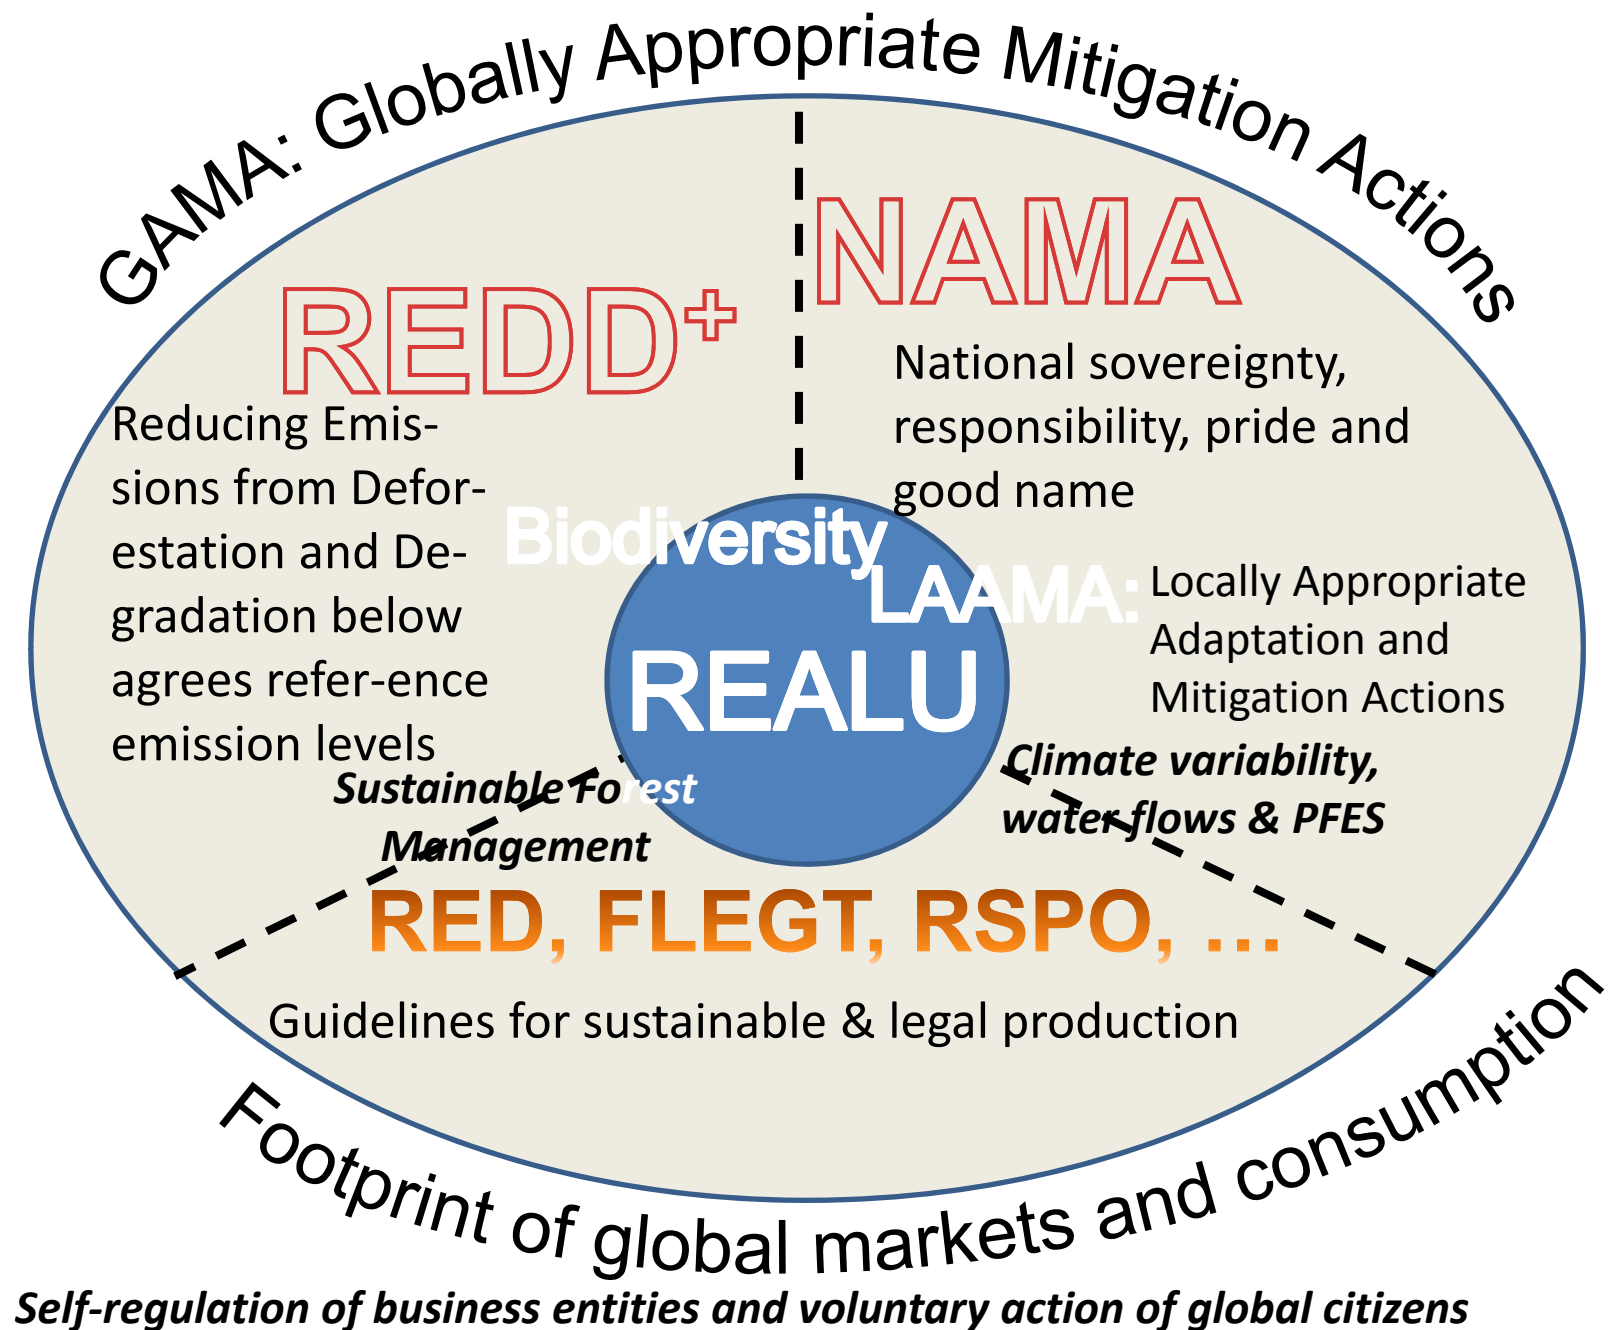 GAMA: Globally Appropriate Mitigation Actions
NAMA
REDD+
National sovereignty,
responsibility, pride and
good name
Reducing Emis-
sions from Defor-
estation and De-
gradation below
agrees refer-ence
emission levels
Biodiversity
LAAMA:
Locally Appropriate
Adaptation and
Mitigation Actions
REALU
Sustainable Forest
Management
Climate variability,
water flows & PFES
RED, FLEGT, RSPO, ...
Guidelines for sustainable & legal production
Footprint of global markets and consumption
Self-regulation of business entities and voluntary action of global citizens